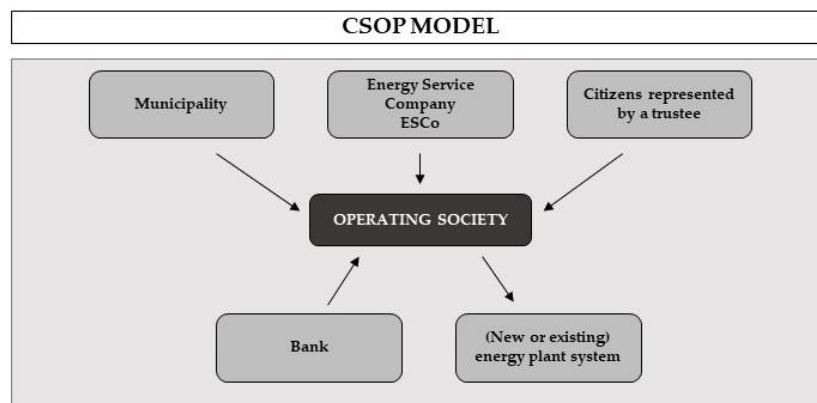 CSOP MODEL
Municipality
Energy Service
Company
ESCo
Citizens represented
by a trustee
OPERATING SOCIETY
Bank
(New or existing)
energy plant system